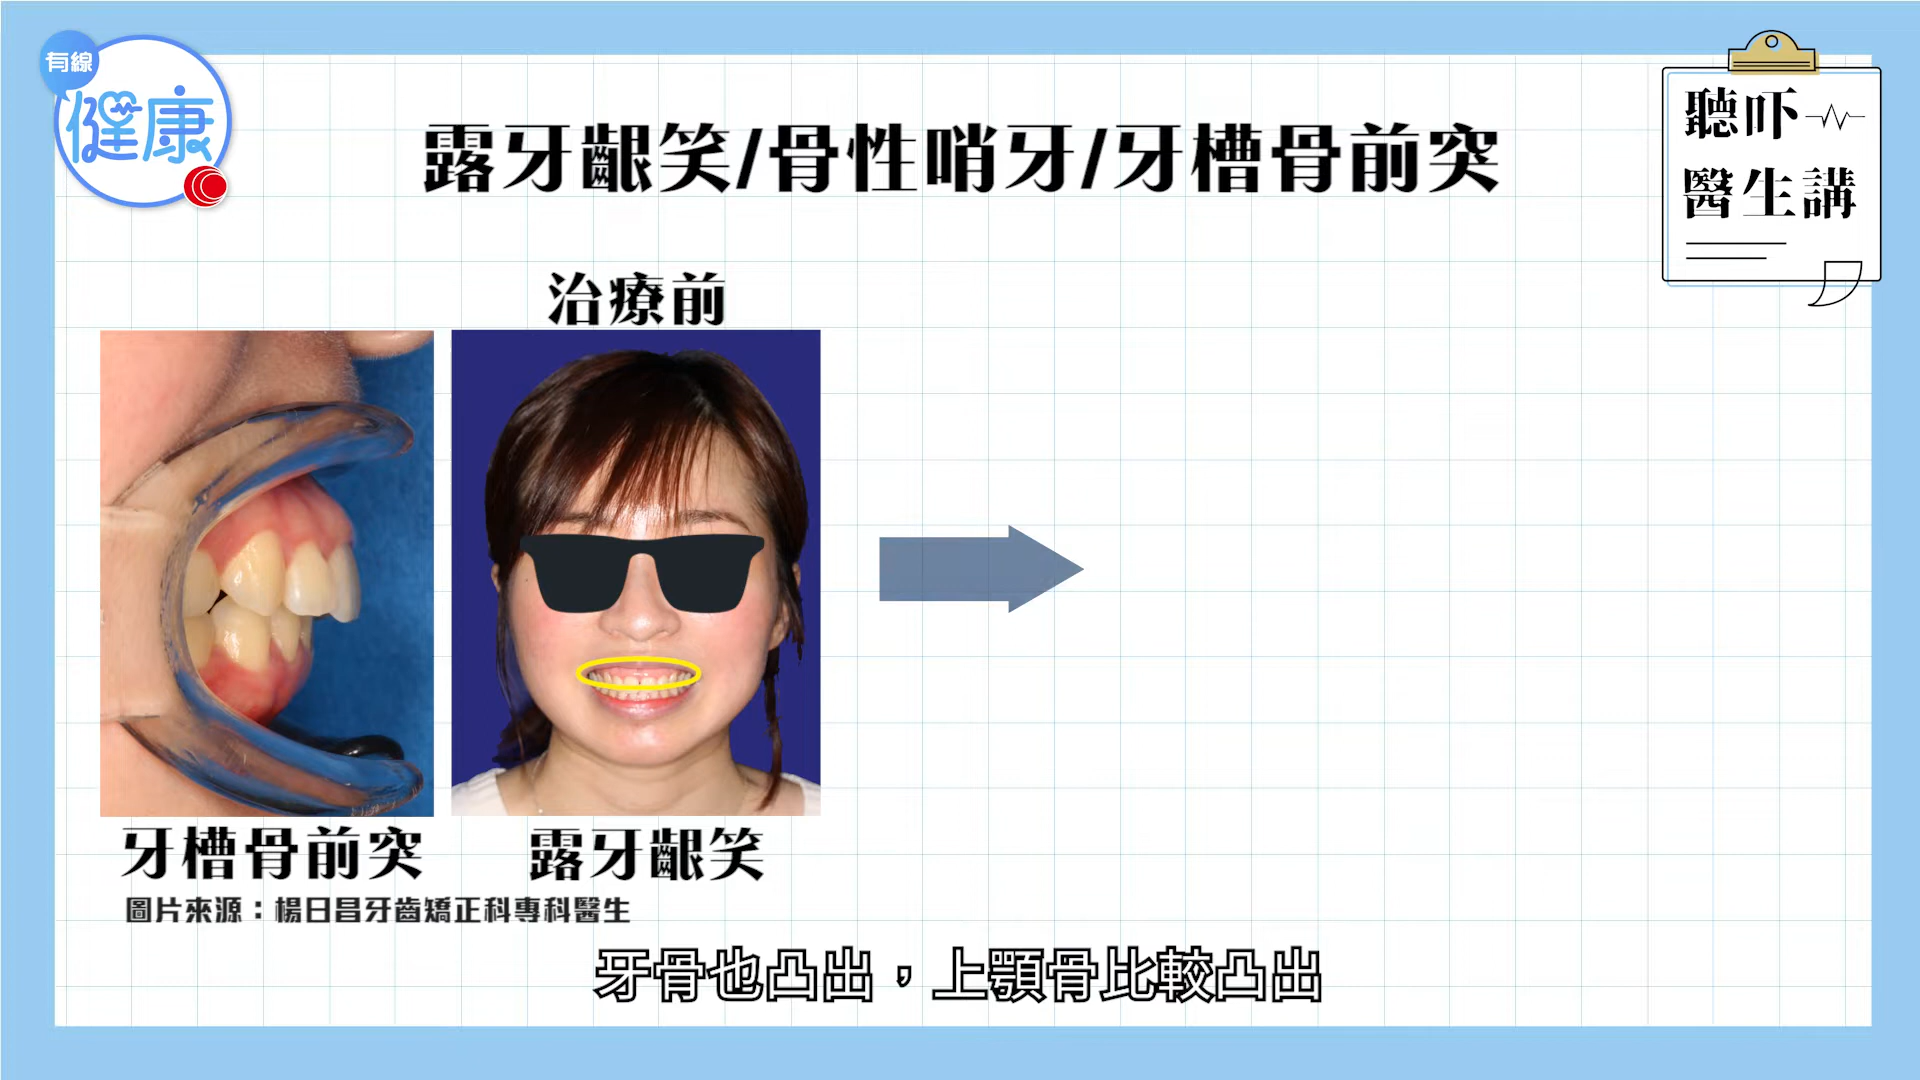 有線
健康
聽吓
醫生講
露牙齦笑/骨性哨牙/牙槽骨前突
治療前
牙槽骨前突
露牙齦笑
圖片來源：楊日昌牙齒矯正科專科醫生
牙骨也凸出，上顎骨比較凸出